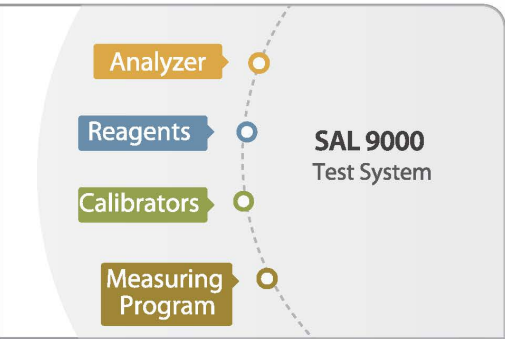 Analyzer
Reagents
Calibrators
Measuring
Program
SAL 9000
Test System